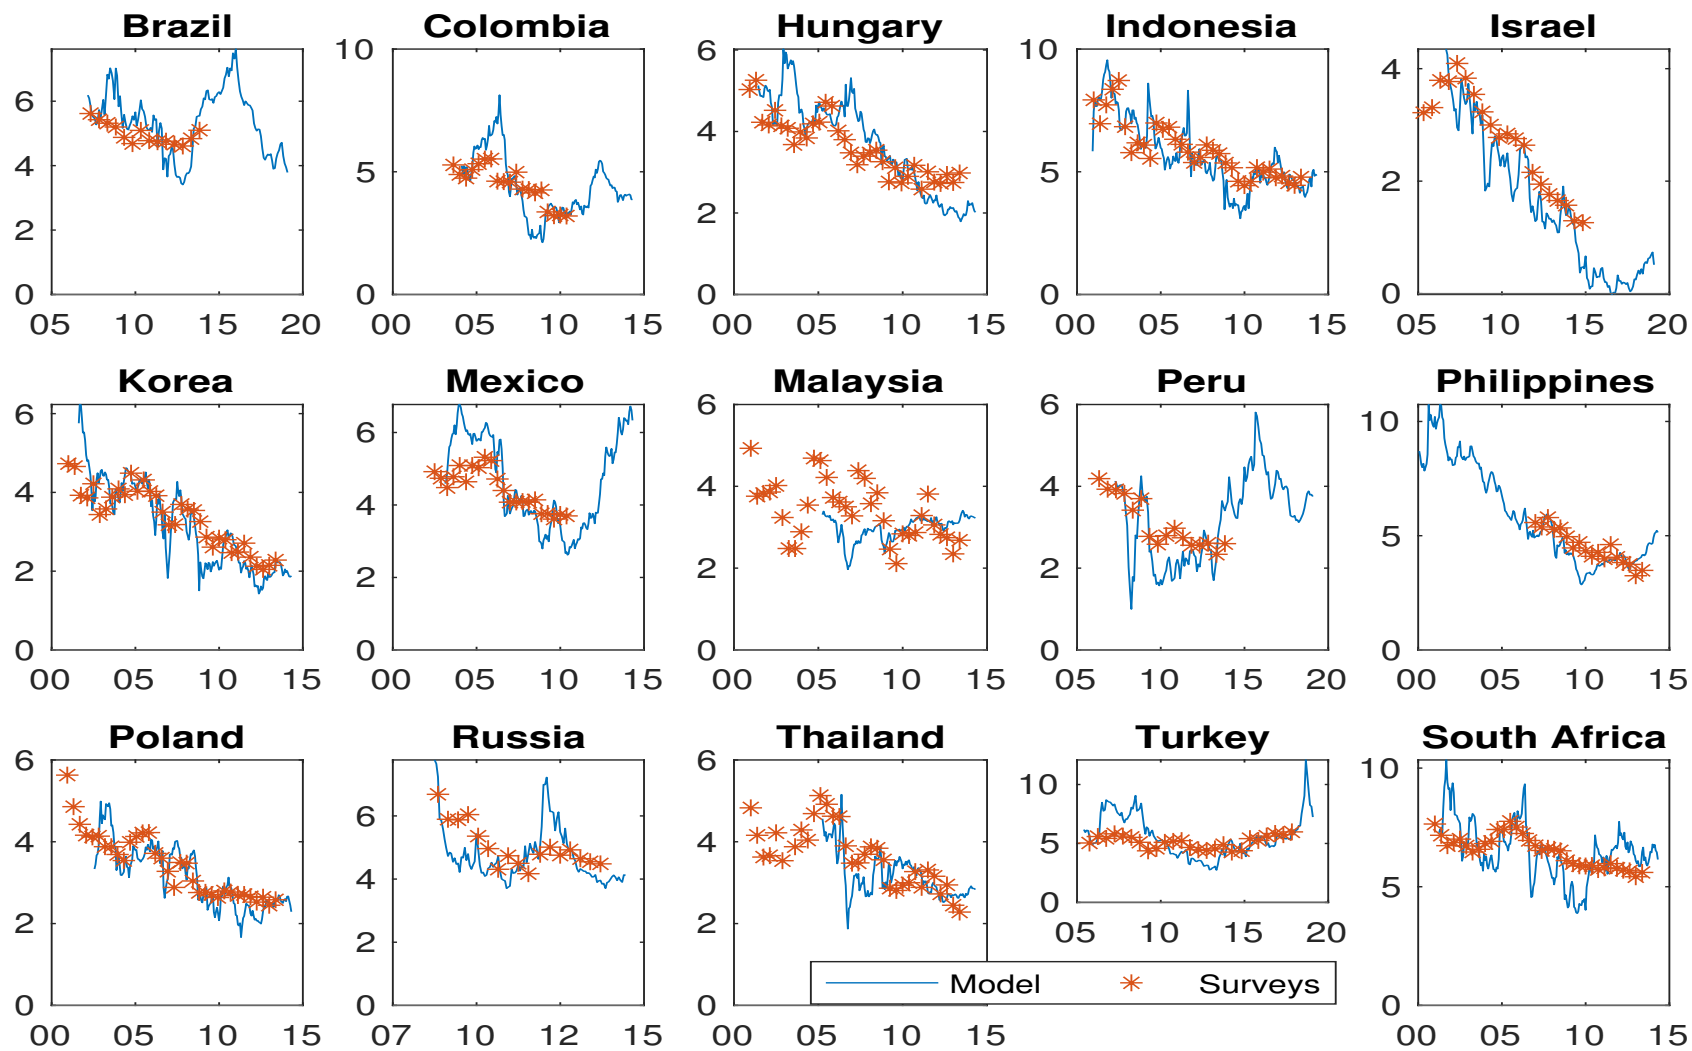 Brazil Colombia Hungary Indonesia Israel
6 4 2 0
05 10 15 20
10 5 0
00 05 10 15
6 4 2 0
00 05 10 15
10 5 0
00 05 10 15
4 2 0
05 10 15 20
Korea Mexico Malaysia Peru Philippines
6 4 2 0
00 05 10 15
6 4 2 0
00 05 10 15
6 4 2 0
00 05 10 15
6 4 2 0
05 10 15 20
10 5 0
00 05 10 15
Poland Russia Thailand Turkey South Africa
6 4 2 0
00 05 10 15
6 4 2 0
07 10 12 15
6 4 2 0
00 05 10 15
10 5 0
05 10 15 20
10 5 0
00 05 10 15
Model Surveys